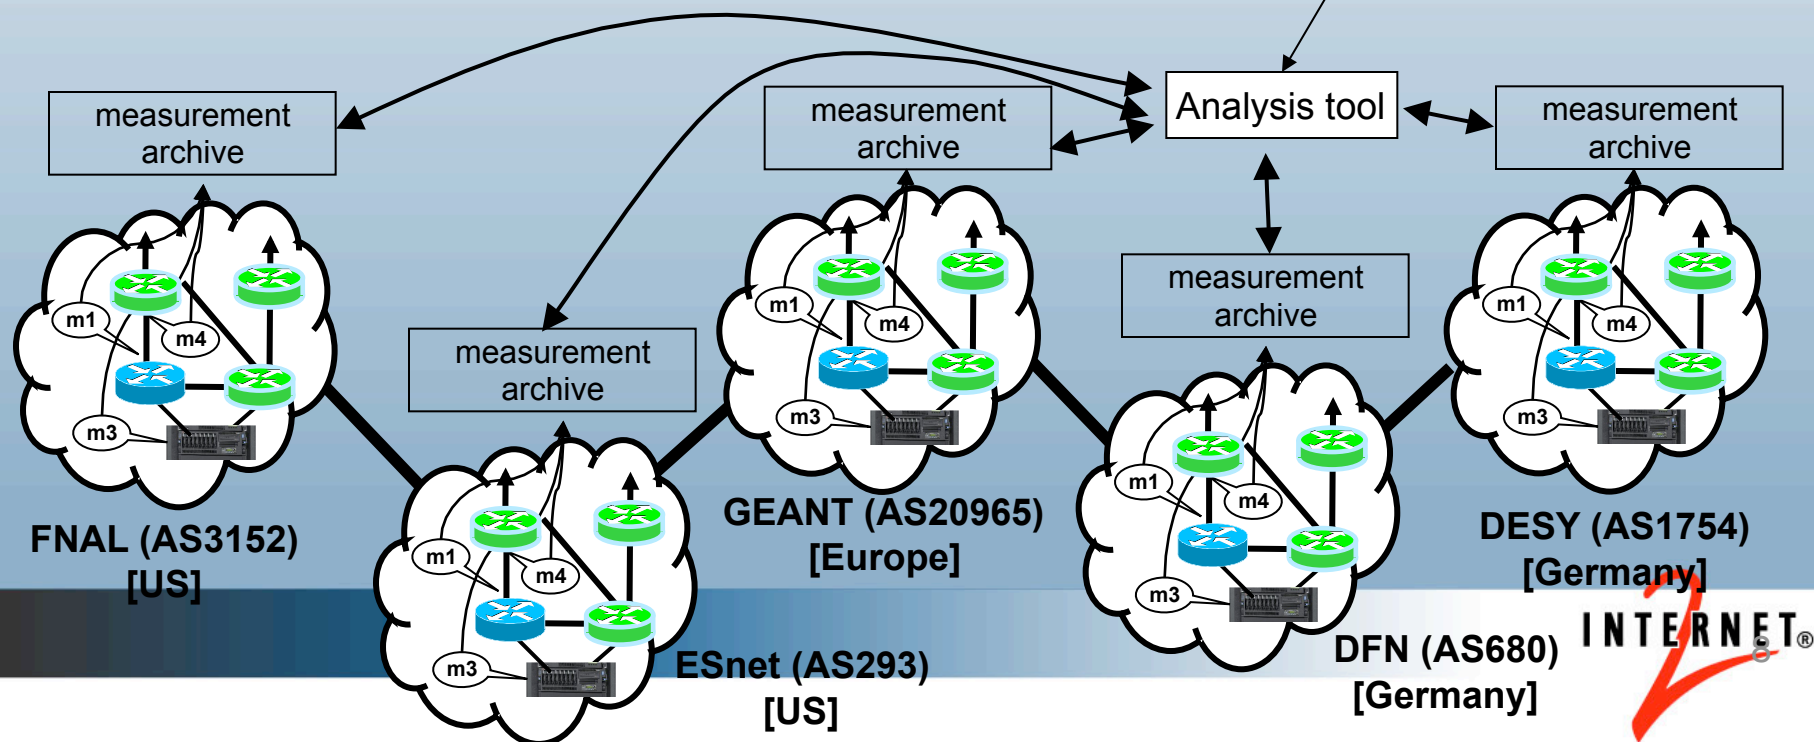 measurement
archive
measurement
archive
Analysis tool
measurement
archive
measurement
archive
measurement
archive
m1
m4
m3
m1
m4
m3
m1
m4
m3
m1
m4
m3
m1
m4
m3
FNAL (AS3152)
[US]
ESnet (AS293)
[US]
GEANT (AS20965)
[Europe]
DFN (AS680)
[Germany]
DESY (AS1754)
[Germany]
INTERNET®
2
8